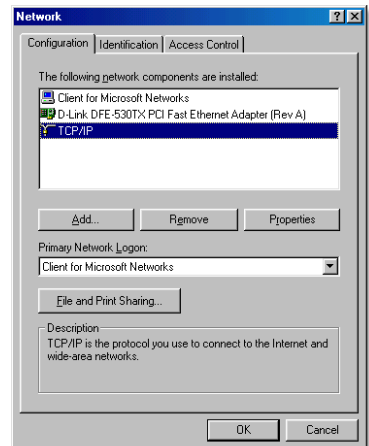 Network
Configuration Identification Access Control
The following network components are installed:
Client for Microsoft Networks
D-Link DFE-530TX PCI Fast Ethernet Adapter (Rev A)
TCP/IP
Add... Remove Properties
Primary Network Logon:
Client for Microsoft Networks
File and Print Sharing...
Description
TCP/IP is the protocol you use to connect to the Internet and
wide-area networks.
OK Cancel